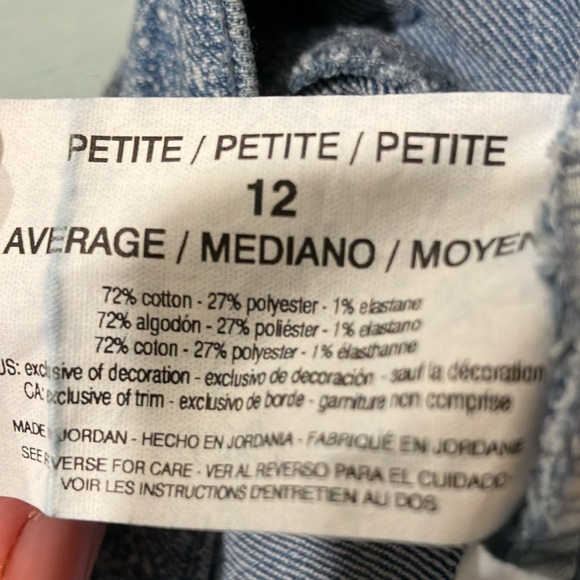 PETITE / PETITE / PETITE
12
AVERAGE / MEDIANO / MOYEN
72% cotton - 27% polyester - 1% elastane
72% algodón - 27% poliéster - 1% elastano
72% coton - 27% polyester - 1% élasthanne
US: exclusive of decoration - exclusivo de decoración - sauf la décoration
CA: exclusive of trim - exclusivo de borde - garniture non comprise
MADE JORDAN - HECHO EN JORDANIA - FABRIQUÉ EN JORDANIE
SEE REVERSE FOR CARE - VER AL REVERSO PARA EL CUIDADO
VOIR LES INSTRUCTIONS D'ENTRETIEN AU DOS